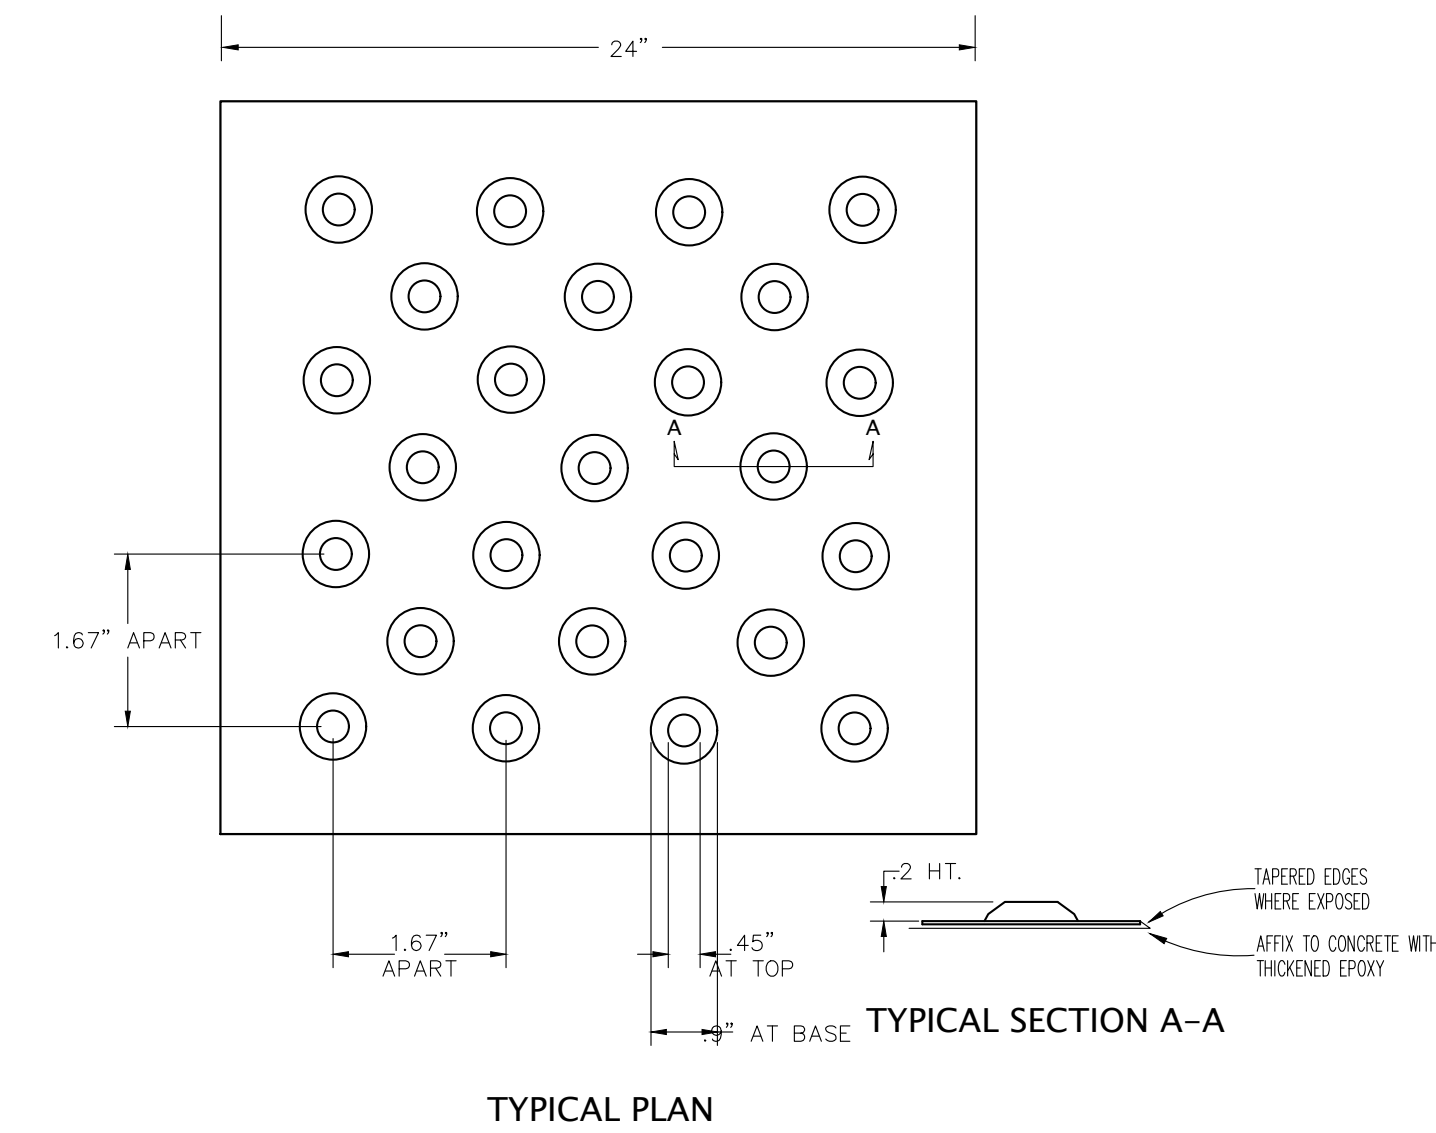 24”
A A
1.67” APART
.2 HT.
TAPERED EDGES
WHERE EXPOSED
1.67”
APART
.45”
AT TOP
AFFIX TO CONCRETE WITH
THICKENED EPOXY
.9” AT BASE
TYPICAL SECTION A-A
TYPICAL PLAN